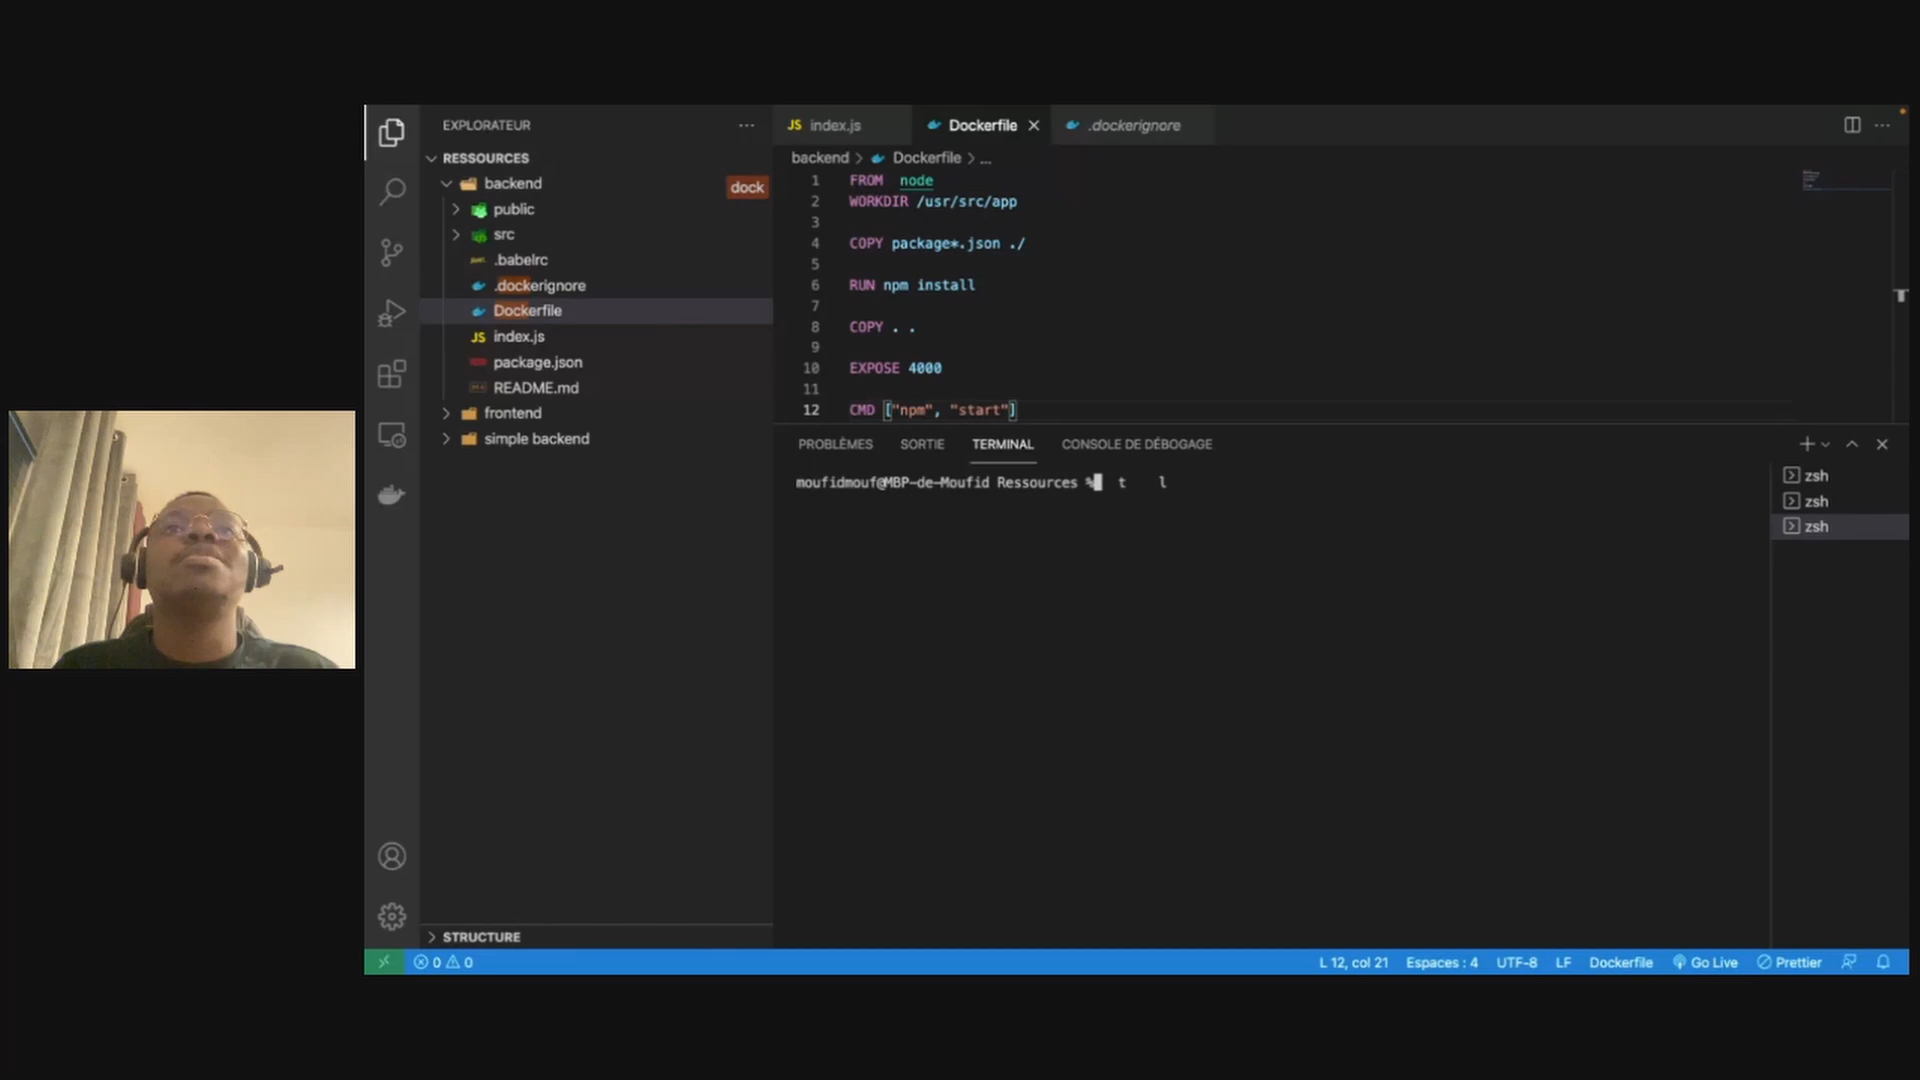 EXPLORATEUR
RESSOURCES
backend
dock
public
src
.babelrc
.dockerignore
Dockerfile
index.js
package.json
README.md
frontend
simple backend
STRUCTURE
index.js
Dockerfile
.dockerignore
backend > Dockerfile > ...
1 FROM node
2 WORKDIR /usr/src/app
3
4 COPY package*.json ./
5
6 RUN npm install
7
8 COPY . .
9
10 EXPOSE 4000
11
12 CMD ["npm", "start"]
PROBLÈMES SORTIE TERMINAL CONSOLE DE DÉBOGAGE
moufidmouf@MBP-de-Moufid Ressources % t l
zsh
zsh
zsh
0 0
L 12, col 21 Espaces : 4 UTF-8 LF Dockerfile Go Live Prettier